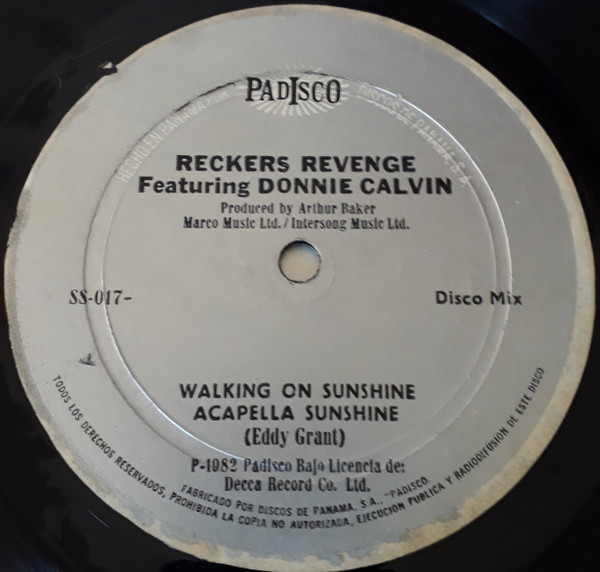 PADISCO
HECHO EN PANAMA POR DISCOS DE PANAMA, S.A.
RECKERS REVENGE
Featuring DONNIE CALVIN
Produced by Arthur Baker
Marco Music Ltd./Intersong Music Ltd.
SS-017-
Disco Mix
WALKING ON SUNSHINE
ACAPELLA SUNSHINE
(Eddy Grant)
P-1982 Padisco Bajo Licencia de:
Decca Record Co. Ltd.
FABRICADO POR DISCOS DE PANAMA, S.A., "PADISCO.
TODOS LOS DERECHOS RESERVADOS, PROHIBIDA LA COPIA NO AUTORIZADA, EJECUCION PUBLICA Y RADIODIFUSION DE ESTE DISCO